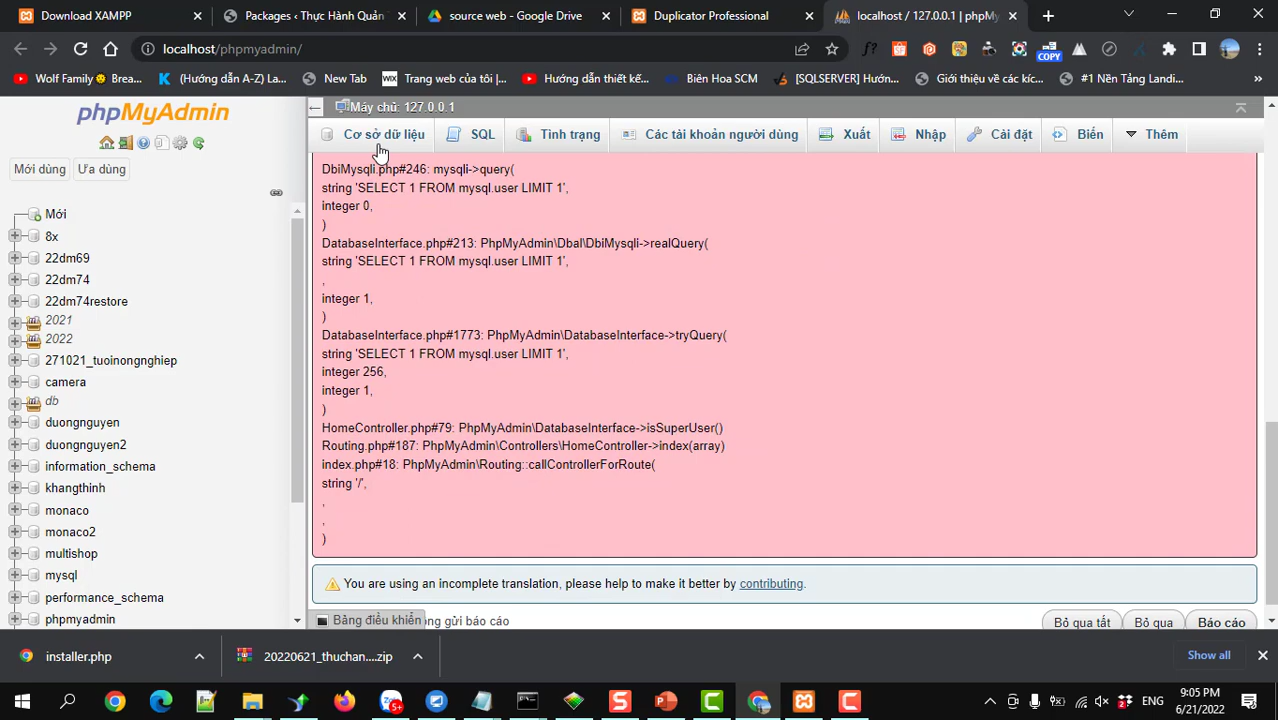 Download XAMPP
Packages ‹ Thực Hành Quản
source web - Google Drive
Duplicator Professional
localhost / 127.0.0.1 | phpMy
localhost/phpmyadmin/
f?
COPY
Wolf Family🐺 Brea...
K (Hướng dẫn A-Z) La...
New Tab
WIX Trang web của tôi |...
Hướng dẫn thiết kế...
Biên Hòa SCM
[SQLSERVER] Hướn...
Giới thiệu về các kíc...
#1 Nền Tảng Landi...
»
phpMyAdmin
Mới dùng
Ưa dùng
Mới
8x
22dm69
22dm74
22dm74restore
2021
2022
271021_tuoinongnghiep
camera
db
duongnguyen
duongnguyen2
information_schema
khangthinh
monaco
monaco2
multishop
mysql
performance_schema
phpmyadmin
Máy chủ: 127.0.0.1
Cơ sở dữ liệu
SQL
Tình trạng
Các tài khoản người dùng
Xuất
Nhập
Cài đặt
Biến
Thêm
DbiMysqli.php#246: mysqli->query(
string 'SELECT 1 FROM mysql.user LIMIT 1',
integer 0,
)
DatabaseInterface.php#213: PhpMyAdmin\Dbal\DbiMysqli->realQuery(
string 'SELECT 1 FROM mysql.user LIMIT 1',
,
integer 1,
)
DatabaseInterface.php#1773: PhpMyAdmin\DatabaseInterface->tryQuery(
string 'SELECT 1 FROM mysql.user LIMIT 1',
integer 256,
integer 1,
)
HomeController.php#79: PhpMyAdmin\DatabaseInterface->isSuperUser()
Routing.php#187: PhpMyAdmin\Controllers\HomeController->index(array)
index.php#18: PhpMyAdmin\Routing::callControllerForRoute(
string '/',
,
,
)
You are using an incomplete translation, please help to make it better by contributing.
Bảng điều khiển
ng gửi báo cáo
Bỏ qua tất
Bỏ qua
Báo cáo
installer.php
20220621_thuchan....zip
Show all
5+
ENG
9:05 PM
6/21/2022
2